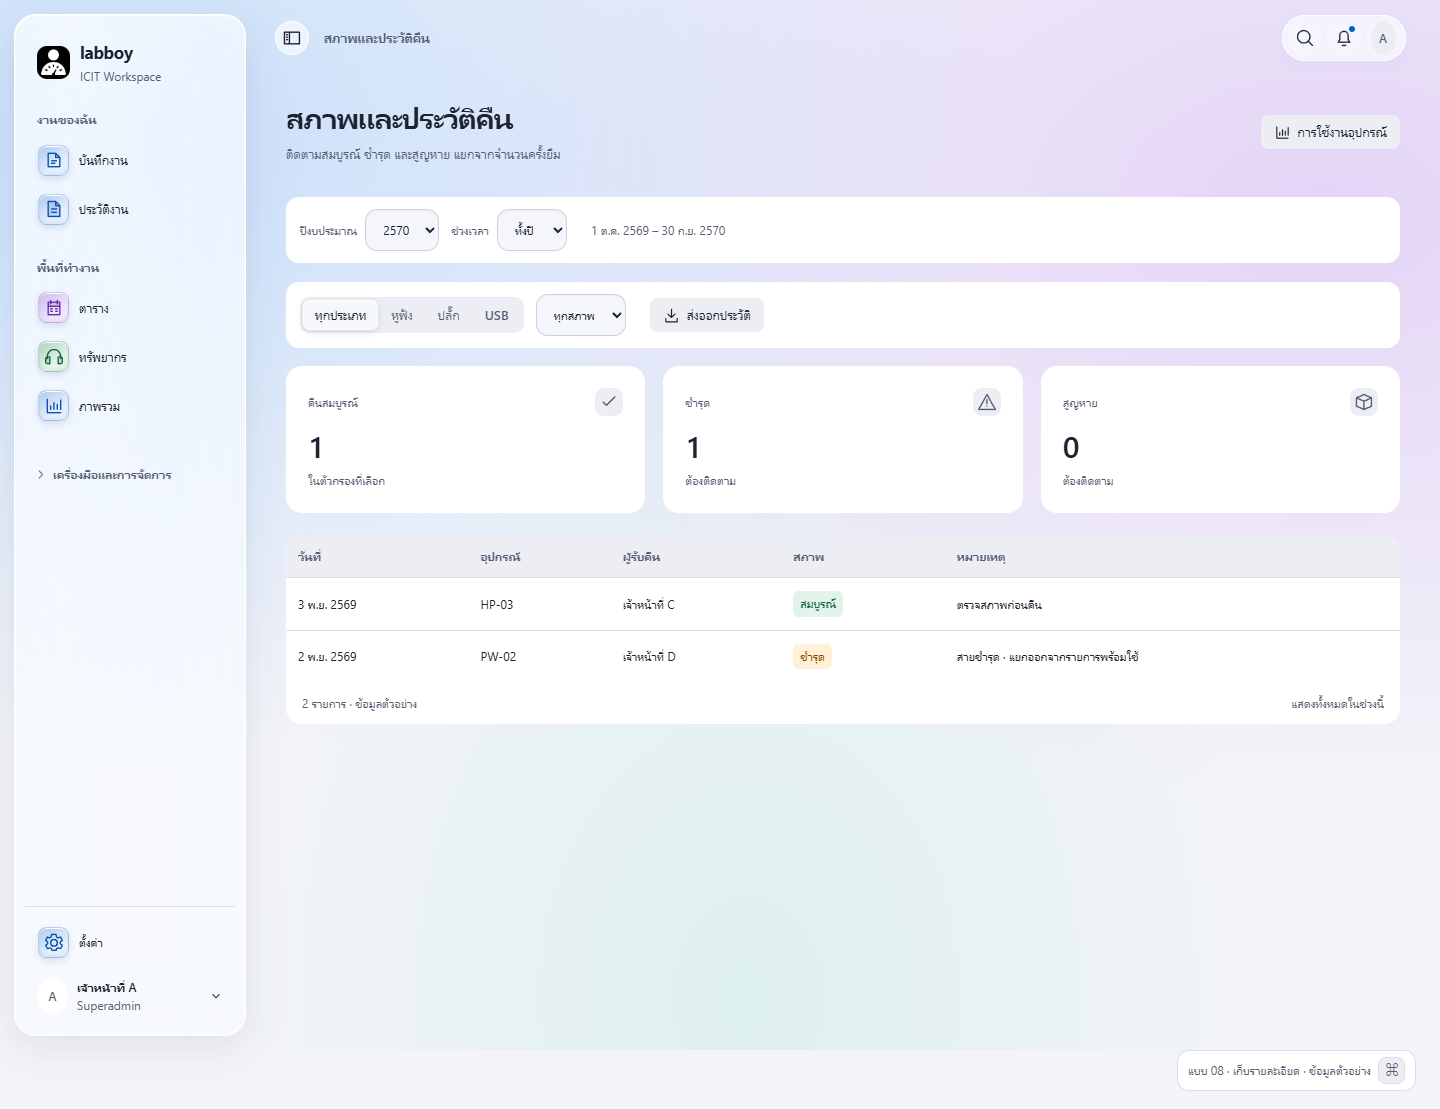 labboy
ICIT Workspace
งานของฉัน
บันทึกงาน
ประวัติงาน
พื้นที่ทำงาน
ตาราง
ทรัพยากร
ภาพรวม
เครื่องมือและการจัดการ
ตั้งค่า
A
เจ้าหน้าที่ A
Superadmin
สภาพและประวัติคืน
A
สภาพและประวัติคืน
ติดตามสมบูรณ์ ชำรุด และสูญหาย แยกจากจำนวนครั้งยืม
การใช้งานอุปกรณ์
ปีงบประมาณ 2570 ช่วงเวลา ทั้งปี 1 ต.ค. 2569 – 30 ก.ย. 2570
ทุกประเภท หูฟัง ปลั๊ก USB ทุกสภาพ ส่งออกประวัติ
คืนสมบูรณ์
1
ในตัวกรองที่เลือก
ชำรุด
1
ต้องติดตาม
สูญหาย
0
ต้องติดตาม
วันที่ อุปกรณ์ ผู้รับคืน สภาพ หมายเหตุ
3 พ.ย. 2569 HP-03 เจ้าหน้าที่ C สมบูรณ์ ตรวจสภาพก่อนคืน
2 พ.ย. 2569 PW-02 เจ้าหน้าที่ D ชำรุด สายชำรุด · แยกออกจากรายการพร้อมใช้
2 รายการ · ข้อมูลตัวอย่าง แสดงทั้งหมดในช่วงนี้
แบบ 08 · เก็บรายละเอียด · ข้อมูลตัวอย่าง ⌘